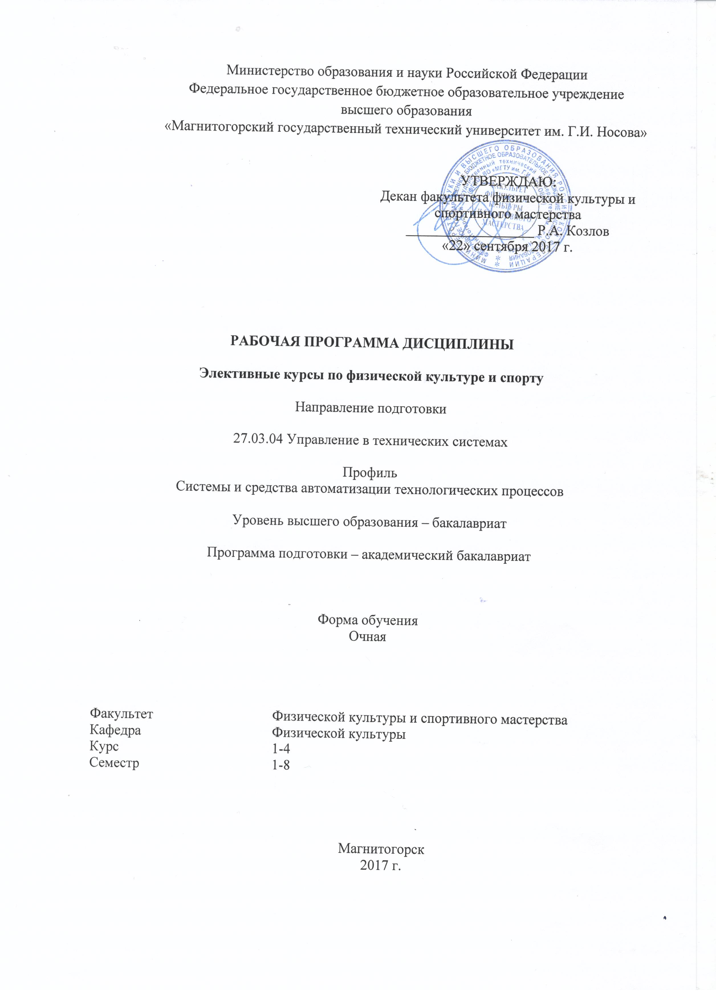 Министерство образования и науки Российской Федерации
Федеральное государственное бюджетное образовательное учреждение
высшего образования
«Магнитогорский государственный технический университет им. Г.И. Носова»
УТВЕРЖДАЮ:
Декан факультета физической культуры и
спортивного мастерства
Р.А. Козлов
«22» сентября 2017 г.
ФАКУЛЬТЕТ
КУЛЬТУРЫ
МАСТЕРСТВА
РАБОЧАЯ ПРОГРАММА ДИСЦИПЛИНЫ
Элективные курсы по физической культуре и спорту
Направление подготовки
27.03.04 Управление в технических системах
Профиль
Системы и средства автоматизации технологических процессов
Уровень высшего образования – бакалавриат
Программа подготовки – академический бакалавриат
Форма обучения
Очная
Факультет Физической культуры и спортивного мастерства
Кафедра Физической культуры
Курс 1-4
Семестр 1-8
Магнитогорск
2017 г.